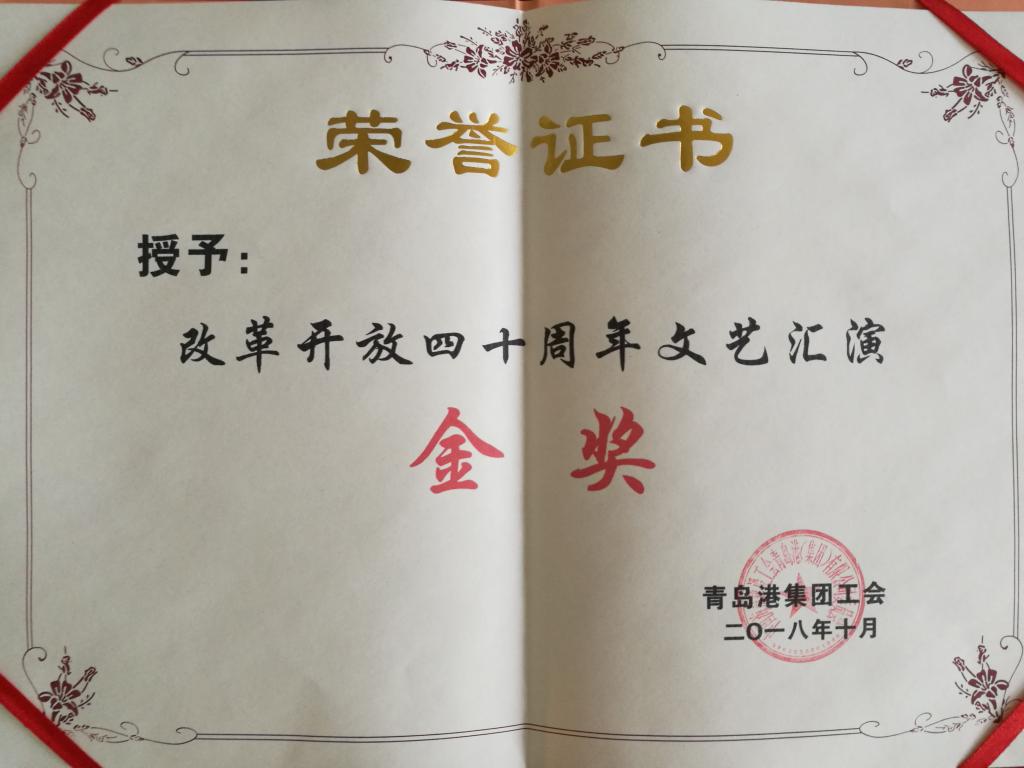 荣誉证书
授予：
改革开放四十周年文艺汇演
金奖
青岛港集团工会
二〇一八年十月